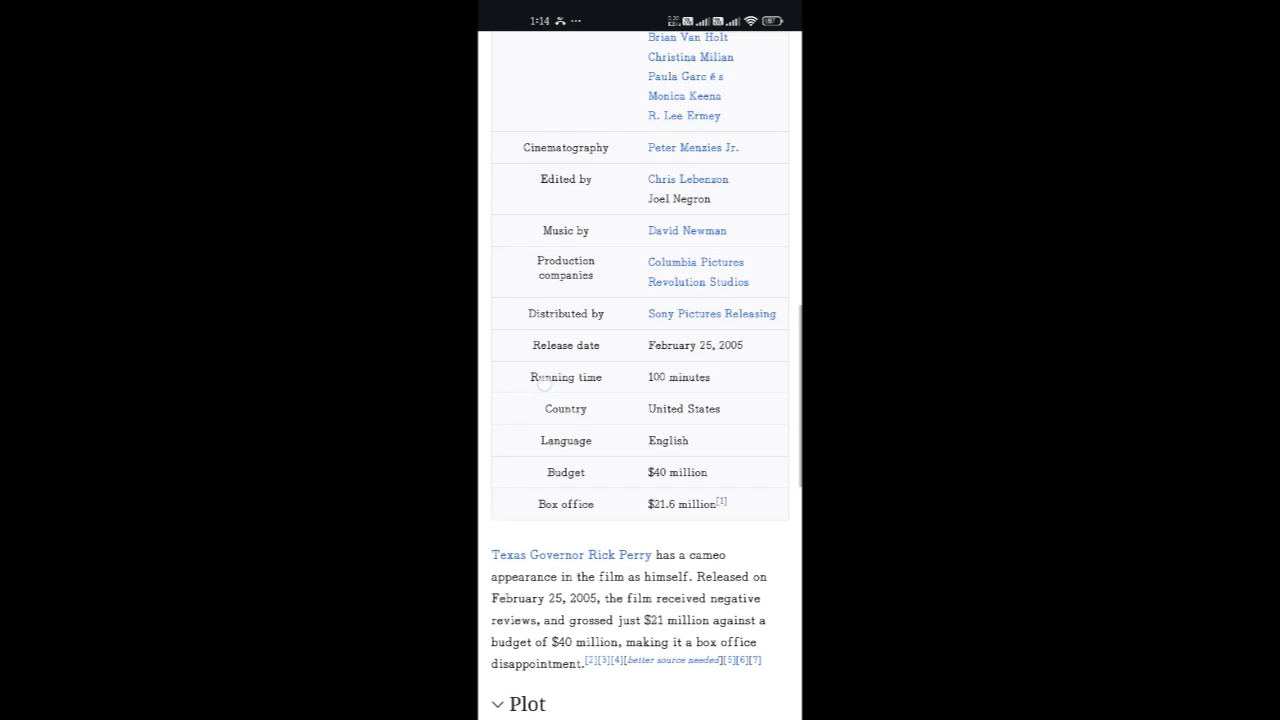 1:14 ...
Brian Van Holt
Christina Milian
Paula Garc é s
Monica Keena
R. Lee Ermey
Cinematography Peter Menzies Jr.
Edited by Chris Lebenzon
Joel Negron
Music by David Newman
Production companies Columbia Pictures
Revolution Studios
Distributed by Sony Pictures Releasing
Release date February 25, 2005
Running time 100 minutes
Country United States
Language English
Budget $40 million
Box office $21.6 million[1]
Texas Governor Rick Perry has a cameo
appearance in the film as himself. Released on
February 25, 2005, the film received negative
reviews, and grossed just $21 million against a
budget of $40 million, making it a box office
disappointment.[2][3][4][better source needed][5][6][7]
Plot